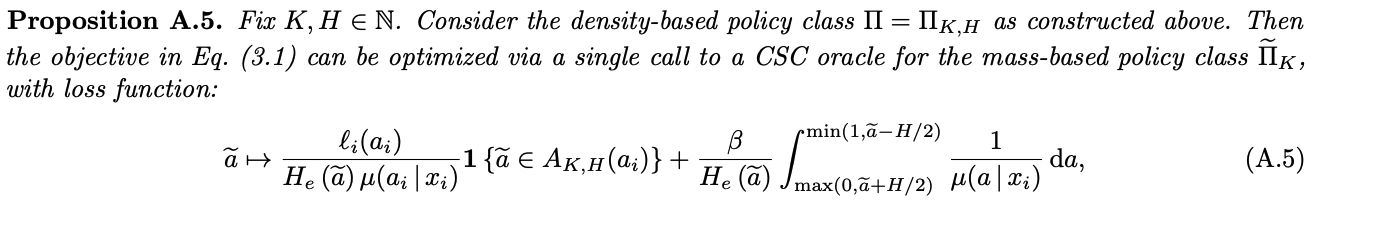 Proposition A.5. Fix K, H ∈ ℕ. Consider the density-based policy class Π = Π_{K,H} as constructed above. Then
the objective in Eq. (3.1) can be optimized via a single call to a CSC oracle for the mass-based policy class Π̃_K,
with loss function:
ã ↦ \frac{ℓ_i(a_i)}{H_e(ã) μ(a_i | x_i)} 1{ã ∈ A_{K,H}(a_i)} + \frac{β}{H_e(ã)} ∫_{max(0,ã+H/2)}^{min(1,ã−H/2)} \frac{1}{μ(a | x_i)} da, (A.5)